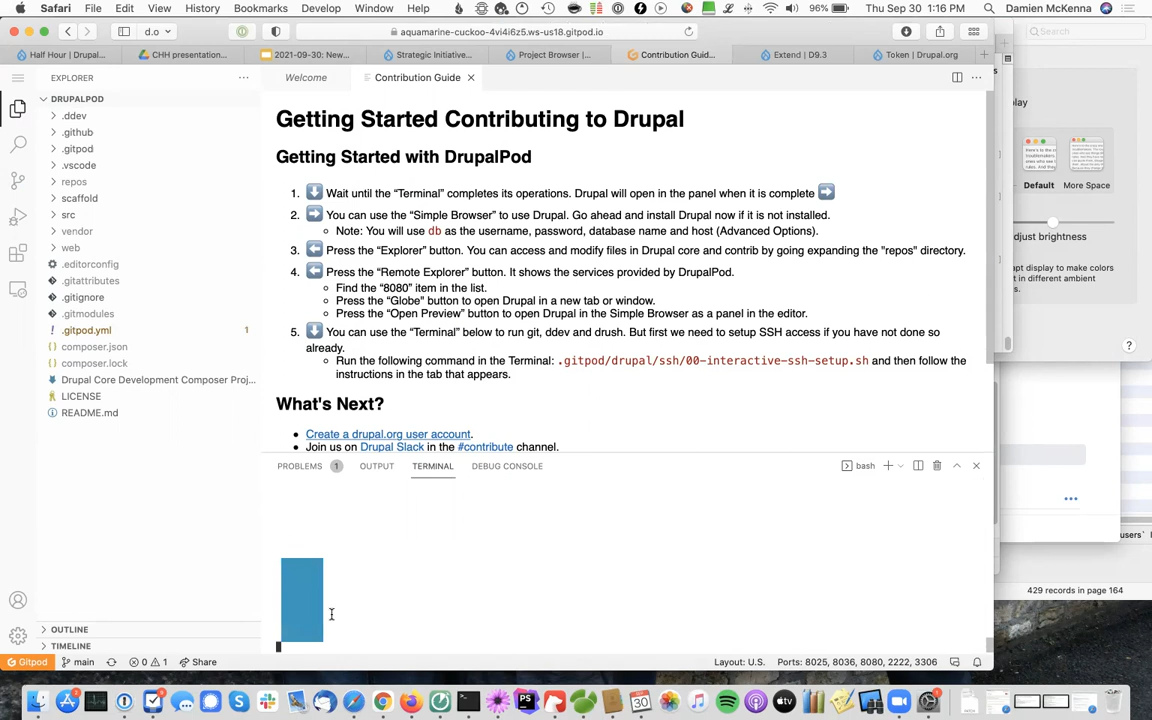 Safari File Edit View History Bookmarks Develop Window Help 96% Thu Sep 30 1:16 PM Damien McKenna
d.o aquamarine-cuckoo-4vi4i6z5.ws-us18.gitpod.io
Search
Half Hour | Drupal... CHH presentation... 2021-09-30: New... Strategic Initiative... Project Browser |... Contribution Guid... Extend | D9.3 Token | Drupal.org
EXPLORER
Welcome Contribution Guide
DRUPALPOD
.ddev
.github
.gitpod
.vscode
repos
scaffold
src
vendor
web
.editorconfig
.gitattributes
.gitignore
.gitmodules
.gitpod.yml 1
composer.json
composer.lock
Drupal Core Development Composer Proj...
LICENSE
README.md
OUTLINE
TIMELINE
Getting Started Contributing to Drupal
Getting Started with DrupalPod
1. Wait until the “Terminal” completes its operations. Drupal will open in the panel when it is complete
2. You can use the “Simple Browser” to use Drupal. Go ahead and install Drupal now if it is not installed.
Note: You will use db as the username, password, database name and host (Advanced Options).
3. Press the “Explorer” button. You can access and modify files in Drupal core and contrib by going expanding the "repos" directory.
4. Press the “Remote Explorer” button. It shows the services provided by DrupalPod.
Find the “8080” item in the list.
Press the “Globe” button to open Drupal in a new tab or window.
Press the “Open Preview” button to open Drupal in the Simple Browser as a panel in the editor.
5. You can use the “Terminal” below to run git, ddev and drush. But first we need to setup SSH access if you have not done so
already.
Run the following command in the Terminal: .gitpod/drupal/ssh/00-interactive-ssh-setup.sh and then follow the
instructions in the tab that appears.
What's Next?
Create a drupal.org user account.
Join us on Drupal Slack in the #contribute channel.
PROBLEMS 1 OUTPUT TERMINAL DEBUG CONSOLE bash
Gitpod main 0 1 Share Layout: U.S. Ports: 8025, 8036, 8080, 2222, 3306
play
Default More Space
djust brightness
apt display to make colors
t in different ambient
s.
?
users`
429 records in page 164